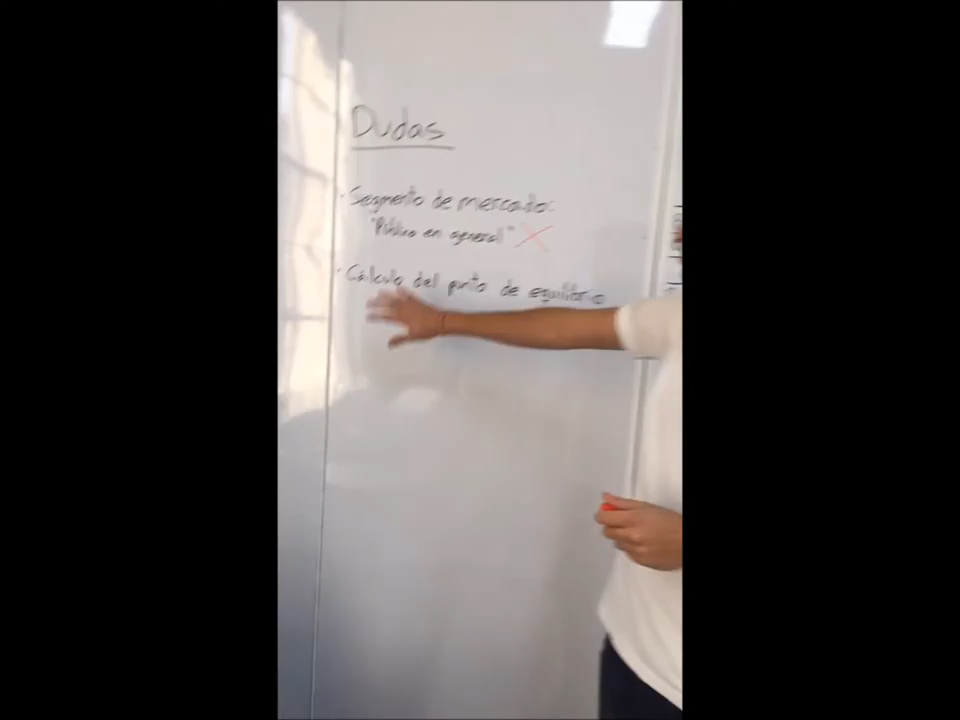 Dudas
· Segmento de mercado:
"Público en general" X
· Cálculo del punto de equilibrio